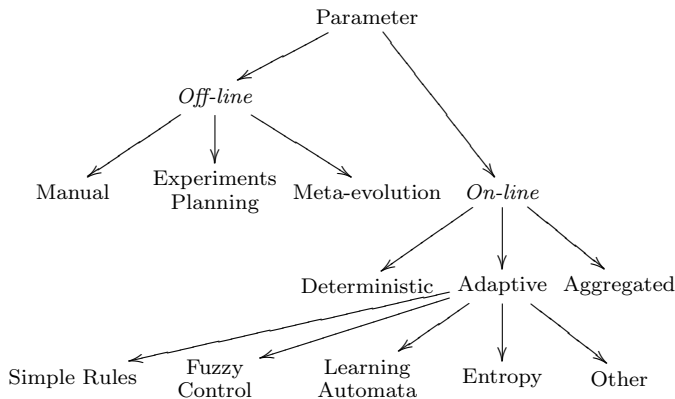 Parameter
Off-line
Manual
Experiments
Planning
Meta-evolution
On-line
Deterministic
Adaptive
Aggregated
Simple Rules
Fuzzy
Control
Learning
Automata
Entropy
Other